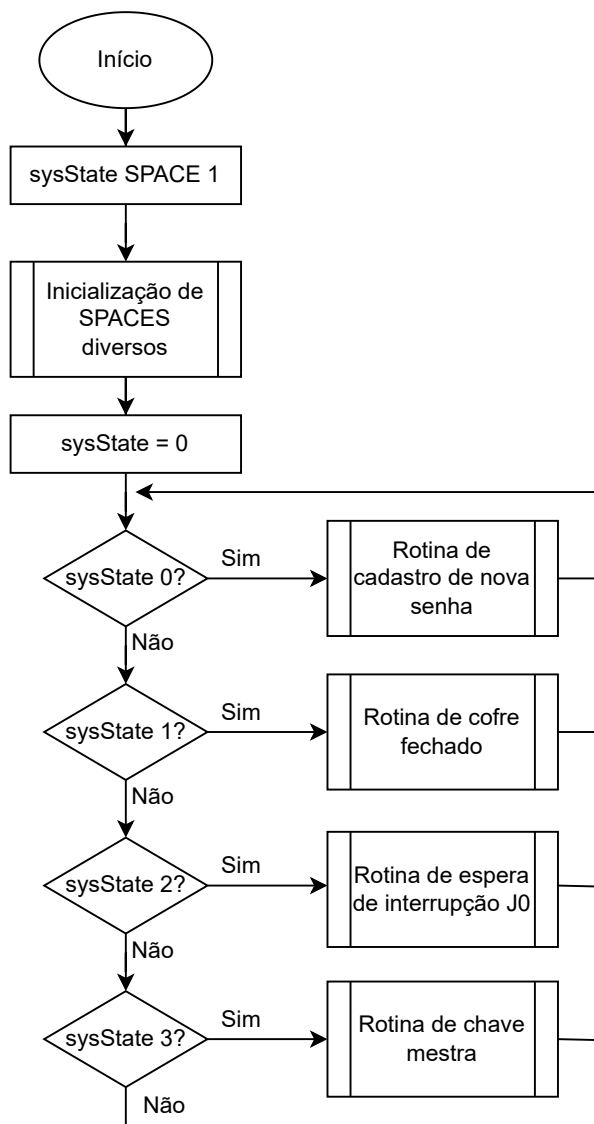 Início
sysState SPACE 1
Inicialização de
SPACES
diversos
sysState = 0
sysState 0?
Sim
Rotina de
cadastro de nova
senha
Não
sysState 1?
Sim
Rotina de cofre
fechado
Não
sysState 2?
Sim
Rotina de espera
de interrupção J0
Não
sysState 3?
Sim
Rotina de chave
mestra
Não